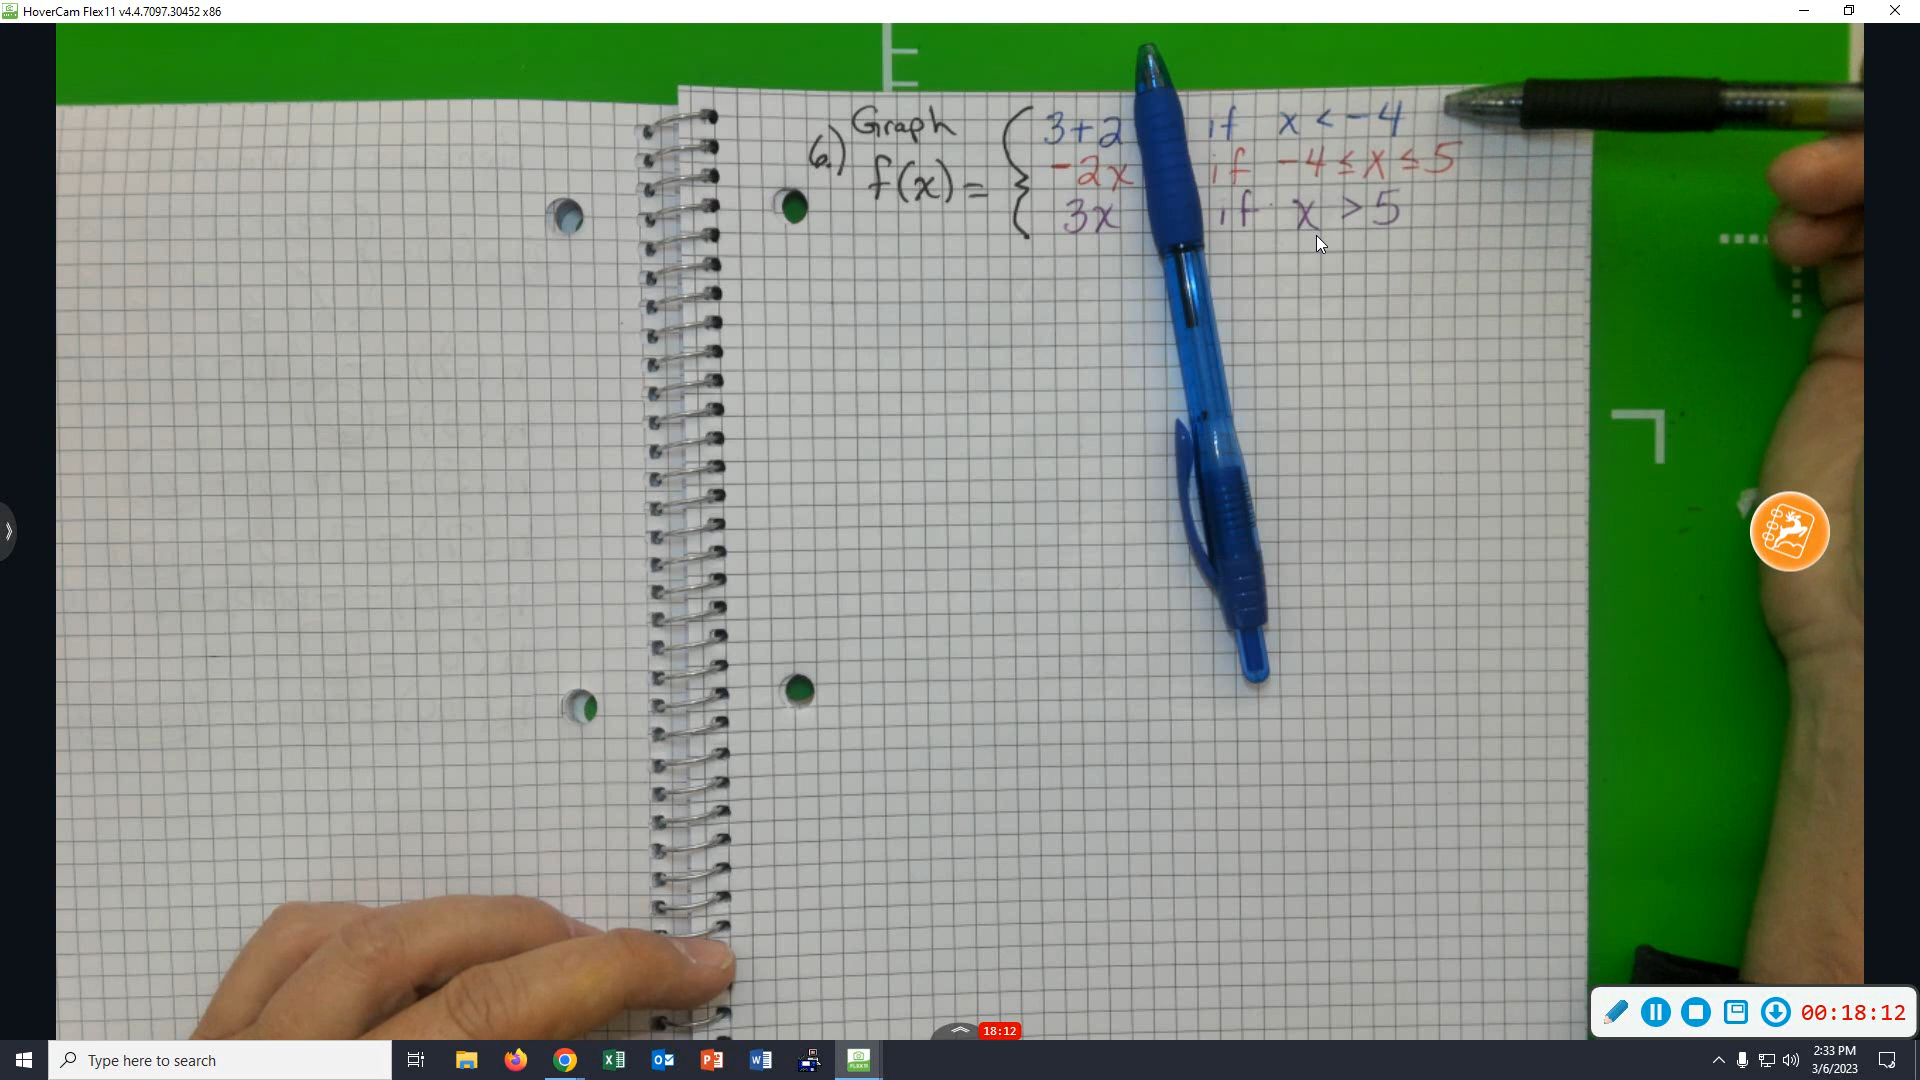 HoverCam Flex11 v4.4.7097.30452 x86
6.) Graph
f(x) = { 3+2 if x < -4
-2x if -4 ≤ x ≤ 5
3x if x > 5
00:18:12
18:12
Type here to search
2:33 PM
3/6/2023